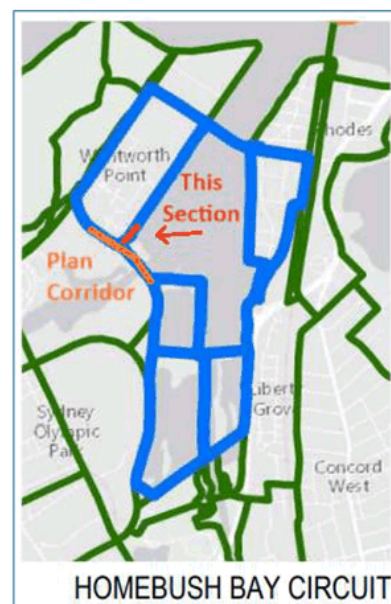 Rhodes
Wentworth
Point
This
Section
Plan
Corridor
Liberty
Grove
Sydney
Olympic
Park
Concord
West
HOMEBUSH BAY CIRCUIT